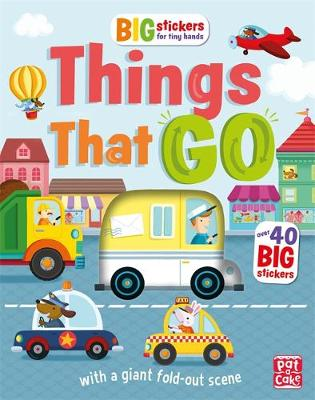 BIG stickers
for tiny hands
Things
That GO
over
40
BIG
stickers
TAXI
with a giant fold-out scene
pat
a
cake